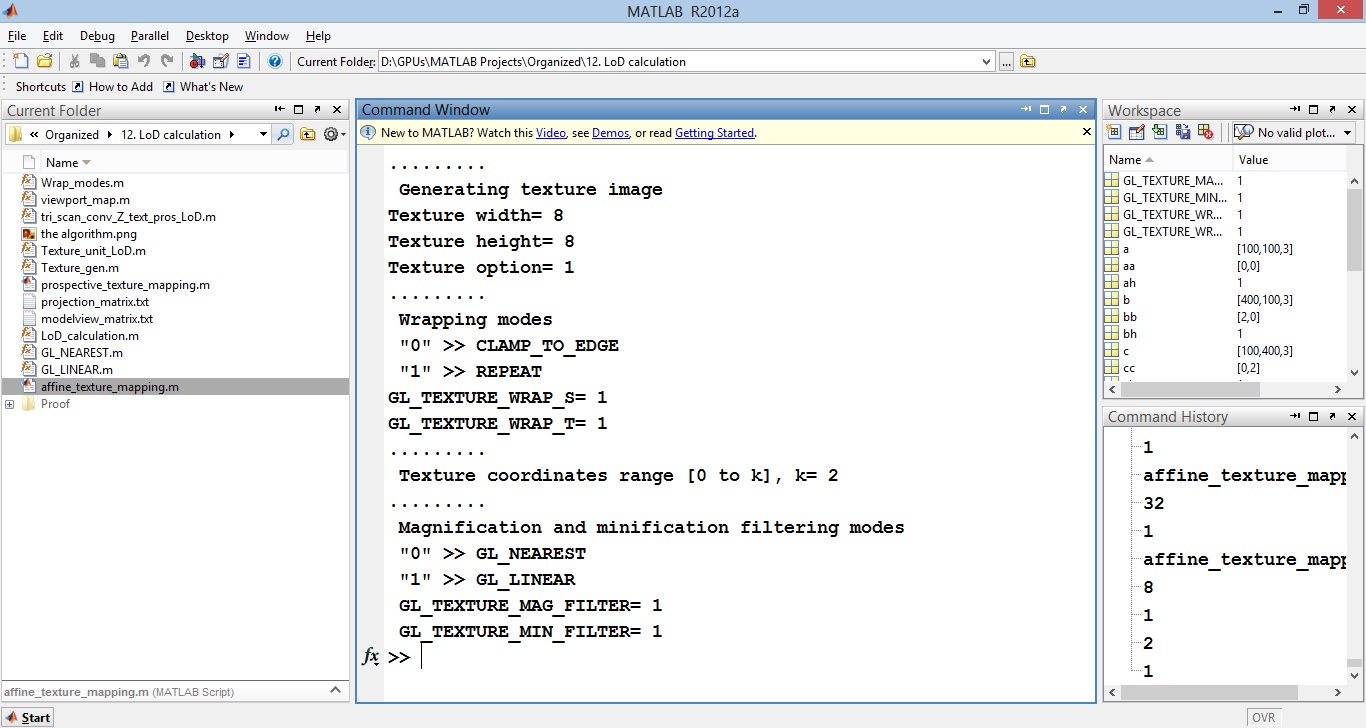 MATLAB R2012a
File Edit Debug Parallel Desktop Window Help
Current Folder: D:\GPUs\MATLAB Projects\Organized\12. LoD calculation ...
Shortcuts How to Add What's New
Current Folder
« Organized 12. LoD calculation
Name
Wrap_modes.m
viewport_map.m
tri_scan_conv_Z_text_pros_LoD.m
the algorithm.png
Texture_unit_LoD.m
Texture_gen.m
prospective_texture_mapping.m
projection_matrix.txt
modelview_matrix.txt
LoD_calculation.m
GL_NEAREST.m
GL_LINEAR.m
affine_texture_mapping.m
Proof
affine_texture_mapping.m (MATLAB Script)
Start
Command Window
New to MATLAB? Watch this Video, see Demos, or read Getting Started.
.........
Generating texture image
Texture width= 8
Texture height= 8
Texture option= 1
.........
Wrapping modes
"0" >> CLAMP_TO_EDGE
"1" >> REPEAT
GL_TEXTURE_WRAP_S= 1
GL_TEXTURE_WRAP_T= 1
.........
Texture coordinates range [0 to k], k= 2
.........
Magnification and minification filtering modes
"0" >> GL_NEAREST
"1" >> GL_LINEAR
GL_TEXTURE_MAG_FILTER= 1
GL_TEXTURE_MIN_FILTER= 1
fx >>
Workspace
No valid plot...
Name Value
GL_TEXTURE_MA... 1
GL_TEXTURE_MIN... 1
GL_TEXTURE_WR... 1
GL_TEXTURE_WR... 1
a [100,100,3]
aa [0,0]
ah 1
b [400,100,3]
bb [2,0]
bh 1
c [100,400,3]
cc [0,2]
Command History
1
affine_texture_mapp
32
1
affine_texture_mapp
8
1
2
1
OVR